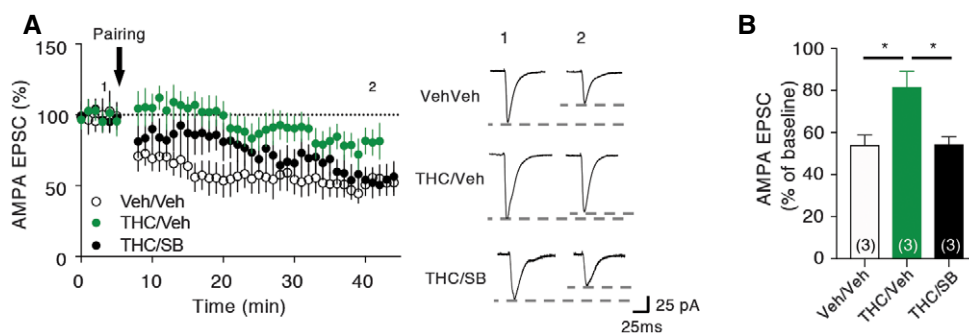 A
Pairing
150
100
50
0
AMPA EPSC (%)
1
2
Veh/Veh
THC/Veh
THC/SB
0 10 20 30 40
Time (min)
1 2
VehVeh
THC/Veh
THC/SB
25 pA
25ms
B
* *
100
80
60
40
20
0
AMPA EPSC
(% of baseline)
(3) (3) (3)
Veh/Veh
THC/Veh
THC/SB